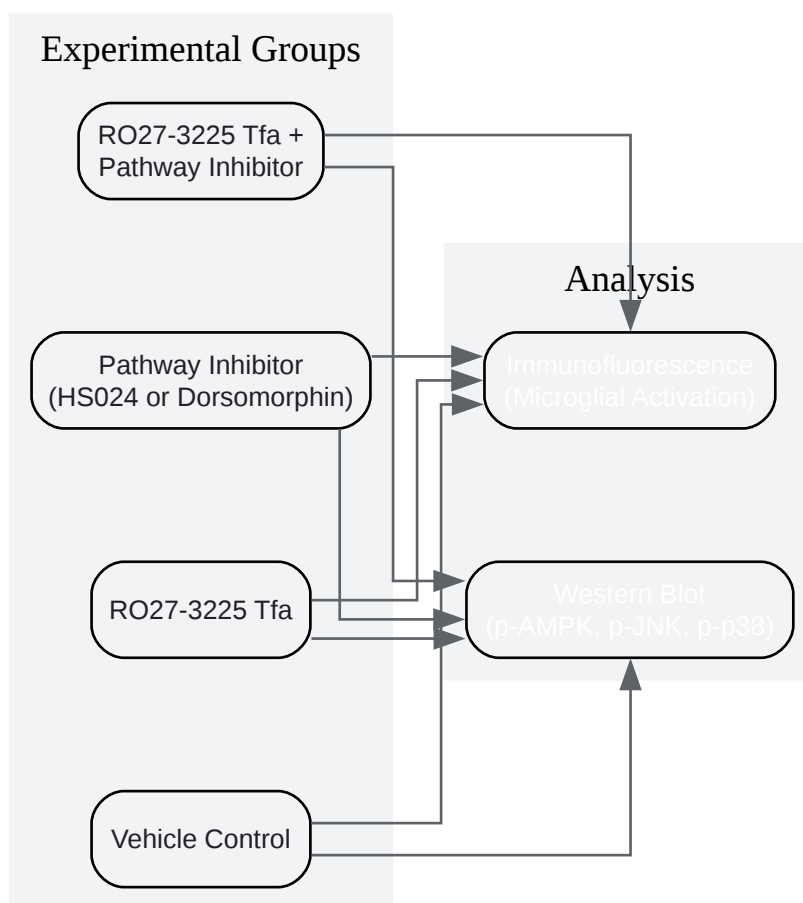 Experimental Groups
RO27-3225 Tfa +
Pathway Inhibitor
Analysis
Pathway Inhibitor
(HS024 or Dorsomorphin)
Immunofluorescence
(Microglial Activation)
RO27-3225 Tfa
Western Blot
(p-AMPK, p-JNK, p-p38)
Vehicle Control